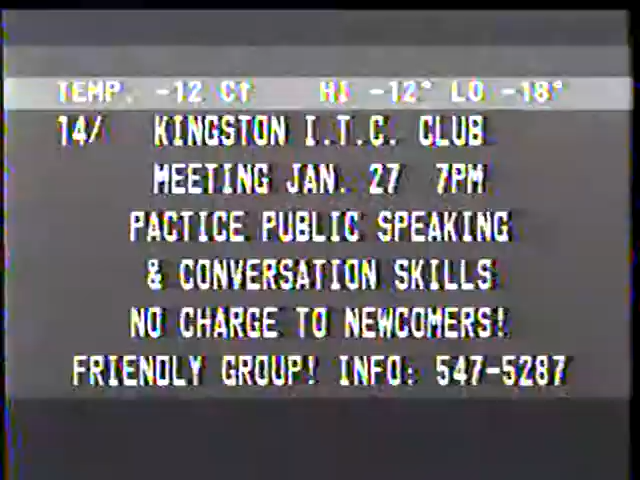 TEMP. -12 C↑ HI -12° LO -18°
14/ KINGSTON I.T.C. CLUB
MEETING JAN. 27 7PM
PACTICE PUBLIC SPEAKING
& CONVERSATION SKILLS
NO CHARGE TO NEWCOMERS!
FRIENDLY GROUP! INFO: 547-5287